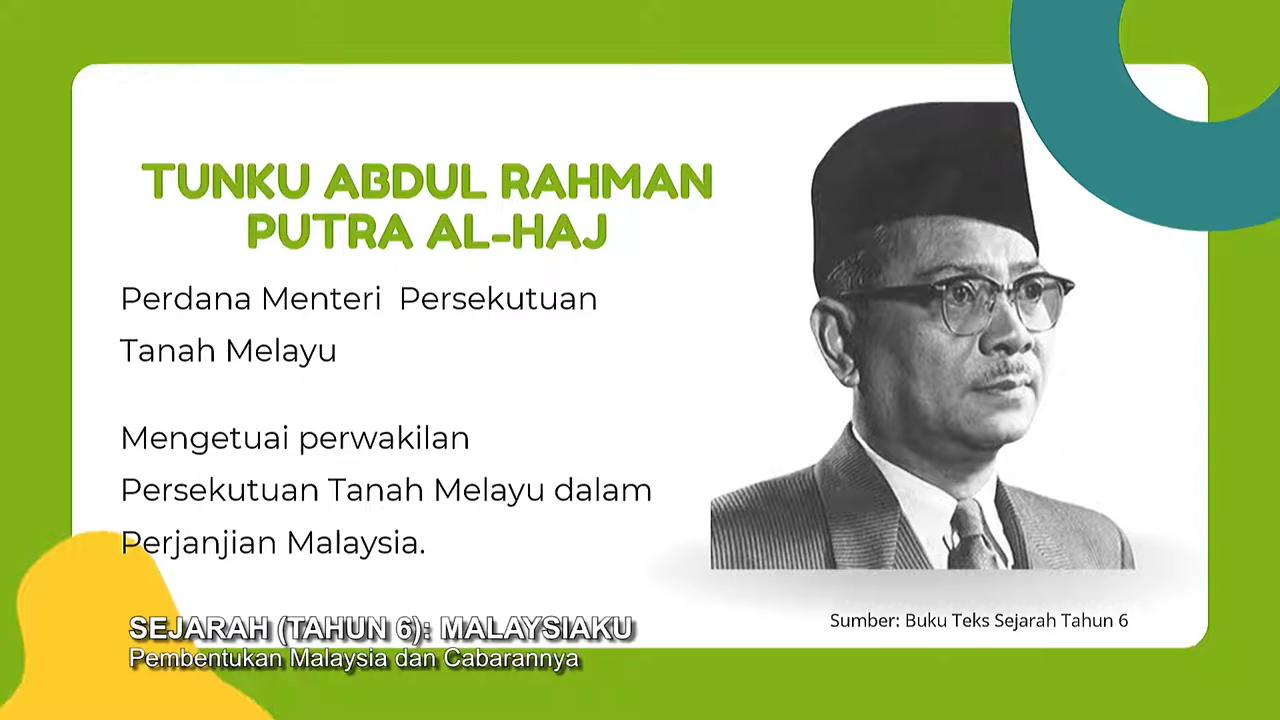 TUNKU ABDUL RAHMAN
PUTRA AL-HAJ
Perdana Menteri Persekutuan
Tanah Melayu
Mengetuai perwakilan
Persekutuan Tanah Melayu dalam
Perjanjian Malaysia.
Sumber: Buku Teks Sejarah Tahun 6
SEJARAH (TAHUN 6): MALAYSIAKU
Pembentukan Malaysia dan Cabarannya